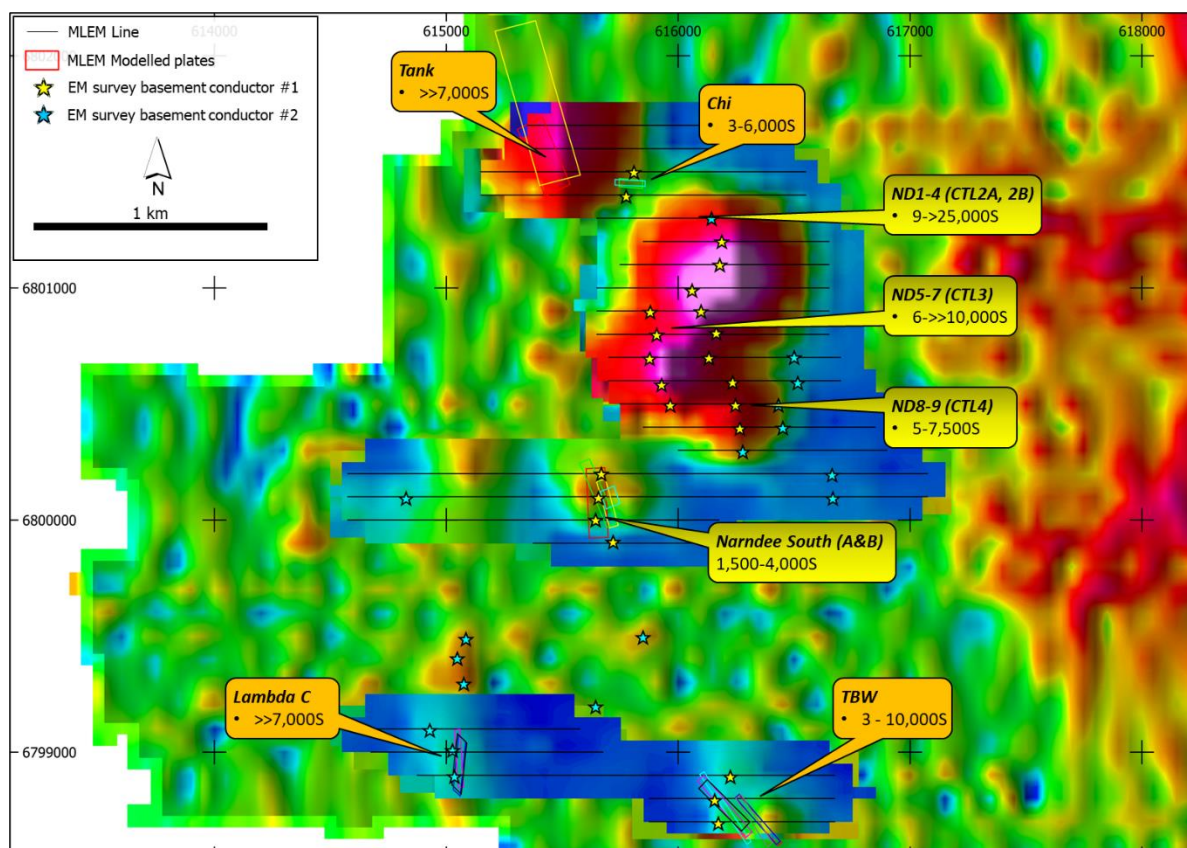 614000
615000
616000
617000
618000
MLEM Line
MLEM Modelled plates
EM survey basement conductor #1
EM survey basement conductor #2
N
1 km
6802000
6801000
6800000
6799000
Tank
• >>7,000S
Chi
• 3-6,000S
ND1-4 (CTL2A, 2B)
• 9->25,000S
ND5-7 (CTL3)
• 6->>10,000S
ND8-9 (CTL4)
• 5-7,500S
Narndee South (A&B)
1,500-4,000S
Lambda C
• >>7,000S
TBW
• 3 - 10,000S